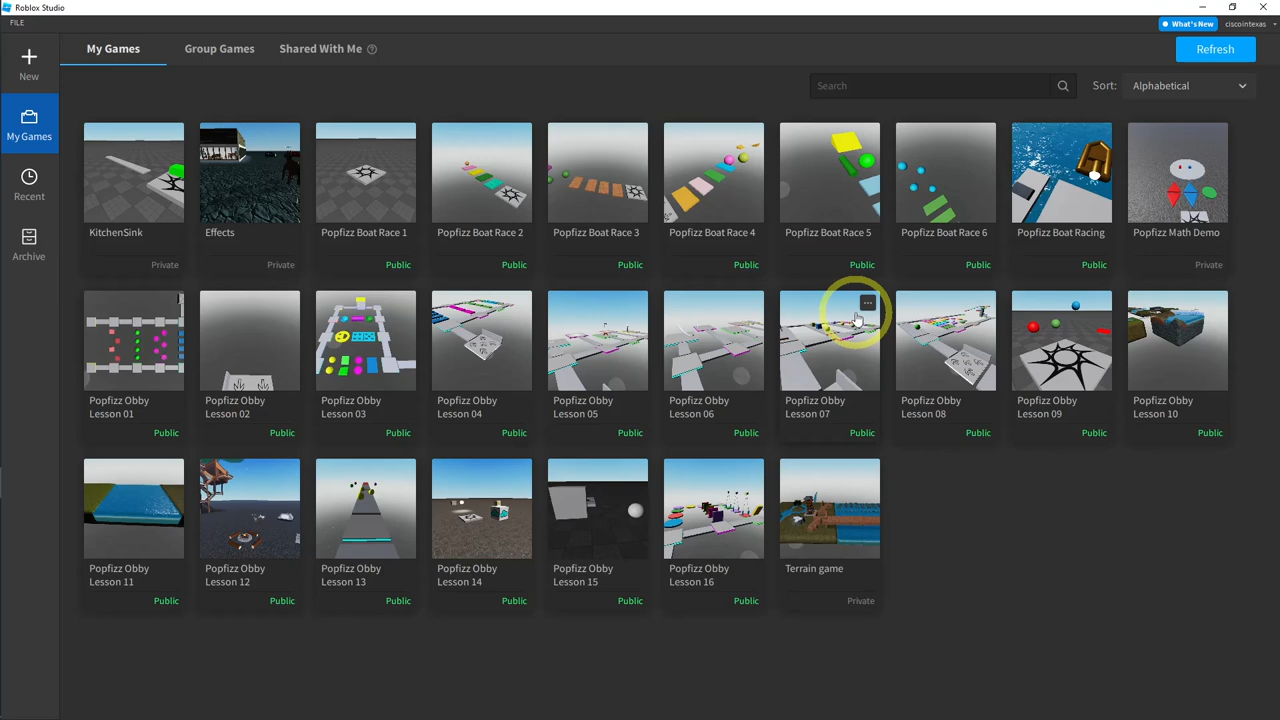 Roblox Studio
FILE
What's New
ciscointexas
New
My Games
Recent
Archive
My Games
Group Games
Shared With Me
?
Refresh
Search
Sort:
Alphabetical
KitchenSink
Private
Effects
Private
Popfizz Boat Race 1
Public
Popfizz Boat Race 2
Public
Popfizz Boat Race 3
Public
Popfizz Boat Race 4
Public
Popfizz Boat Race 5
Public
Popfizz Boat Race 6
Public
Popfizz Boat Racing
Public
Popfizz Math Demo
Private
Popfizz Obby
Lesson 01
Public
Popfizz Obby
Lesson 02
Public
Popfizz Obby
Lesson 03
Public
Popfizz Obby
Lesson 04
Public
Popfizz Obby
Lesson 05
Public
Popfizz Obby
Lesson 06
Public
Popfizz Obby
Lesson 07
Public
Popfizz Obby
Lesson 08
Public
Popfizz Obby
Lesson 09
Public
Popfizz Obby
Lesson 10
Public
Popfizz Obby
Lesson 11
Public
Popfizz Obby
Lesson 12
Public
Popfizz Obby
Lesson 13
Public
Popfizz Obby
Lesson 14
Public
Popfizz Obby
Lesson 15
Public
Popfizz Obby
Lesson 16
Public
Terrain game
Private